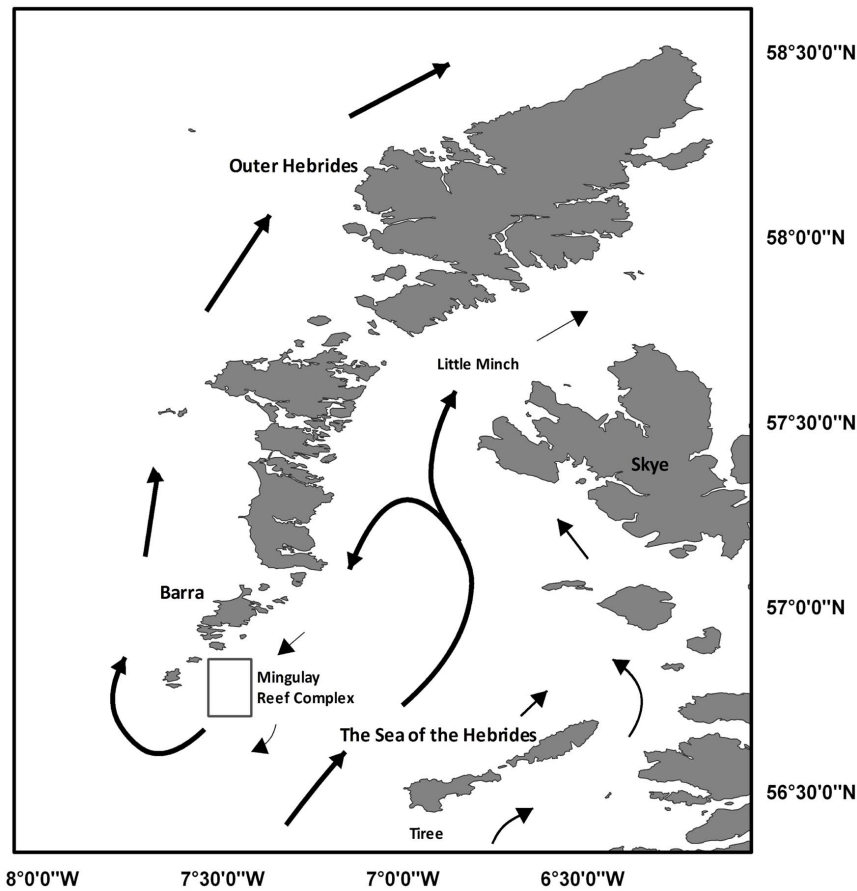 58°30'0"N
Outer Hebrides
58°0'0"N
Little Minch
57°30'0"N
Skye
Barra
57°0'0"N
Mingulay
Reef Complex
The Sea of the Hebrides
56°30'0"N
Tiree
8°0'0"W
7°30'0"W
7°0'0"W
6°30'0"W